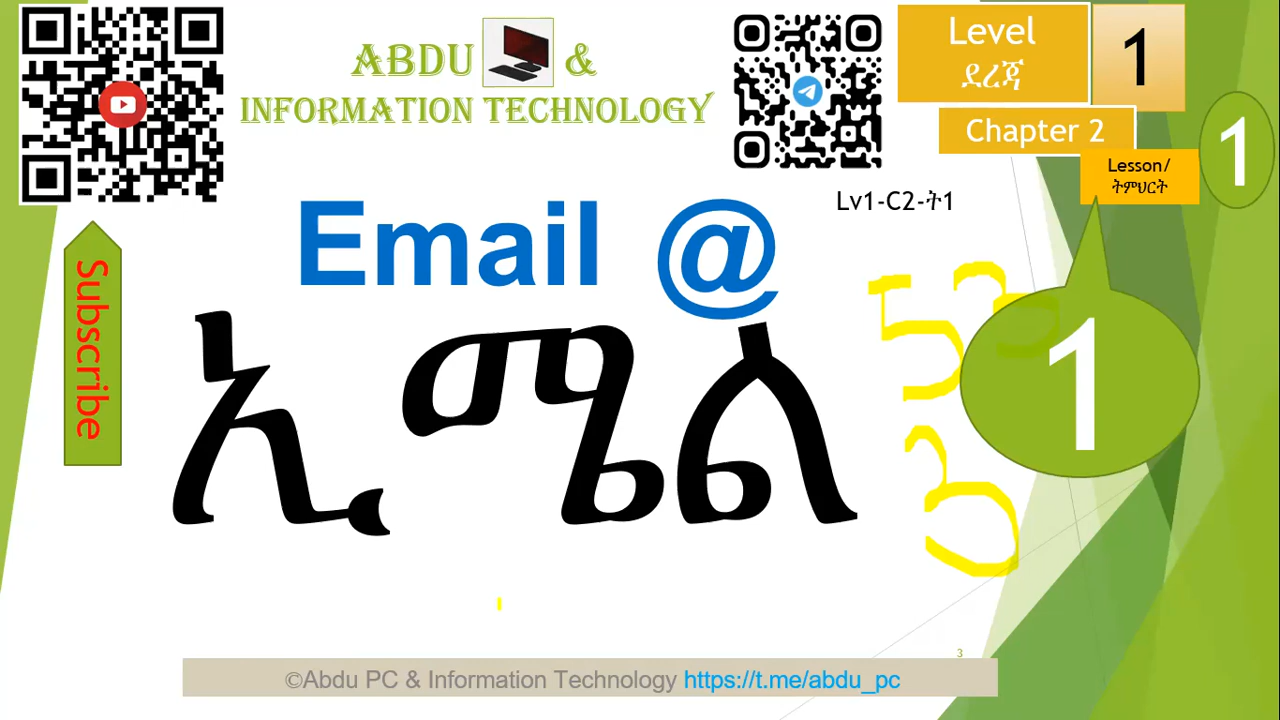 ABDU &
INFORMATION TECHNOLOGY
Level
ደረጃ
1
Chapter 2
Lesson/
ትምህርት
1
Lv1-C2-ት1
Subscribe
Email @
ኢሜል
1
3
©Abdu PC & Information Technology https://t.me/abdu_pc